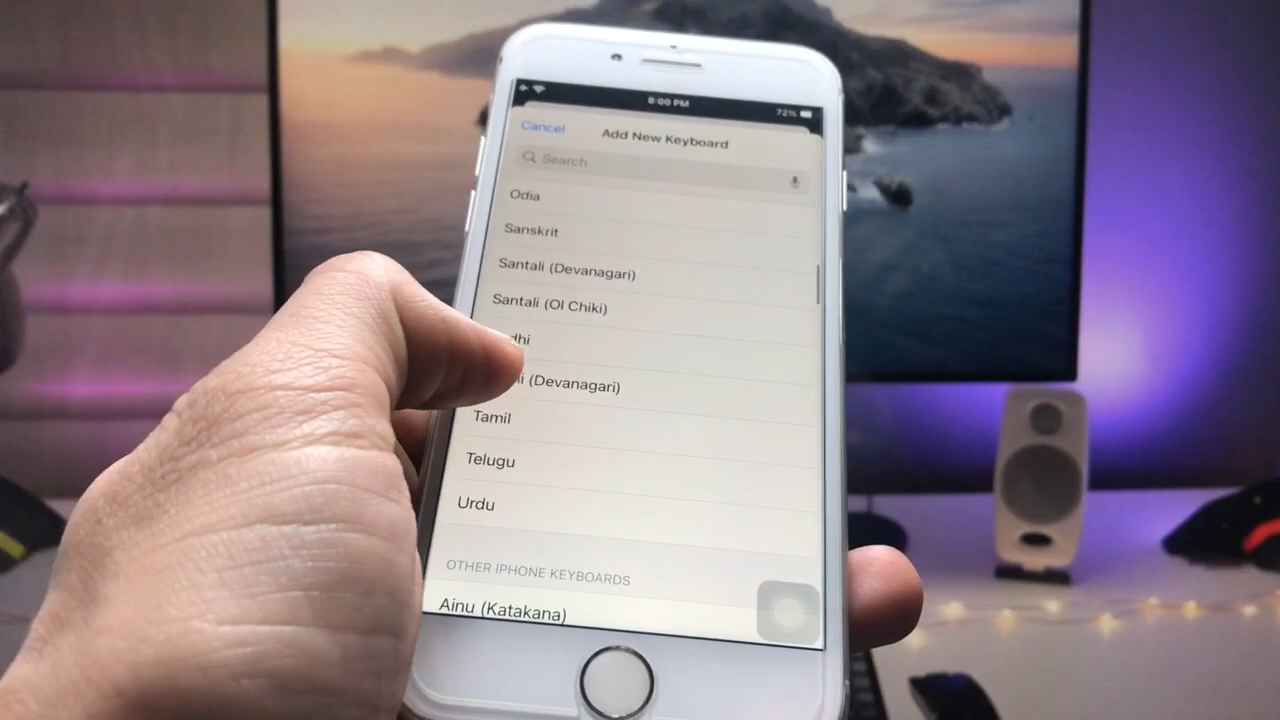 8:00 PM
72%
Cancel
Add New Keyboard
Search
Odia
Sanskrit
Santali (Devanagari)
Santali (Ol Chiki)
dhi
i (Devanagari)
Tamil
Telugu
Urdu
OTHER IPHONE KEYBOARDS
Ainu (Katakana)